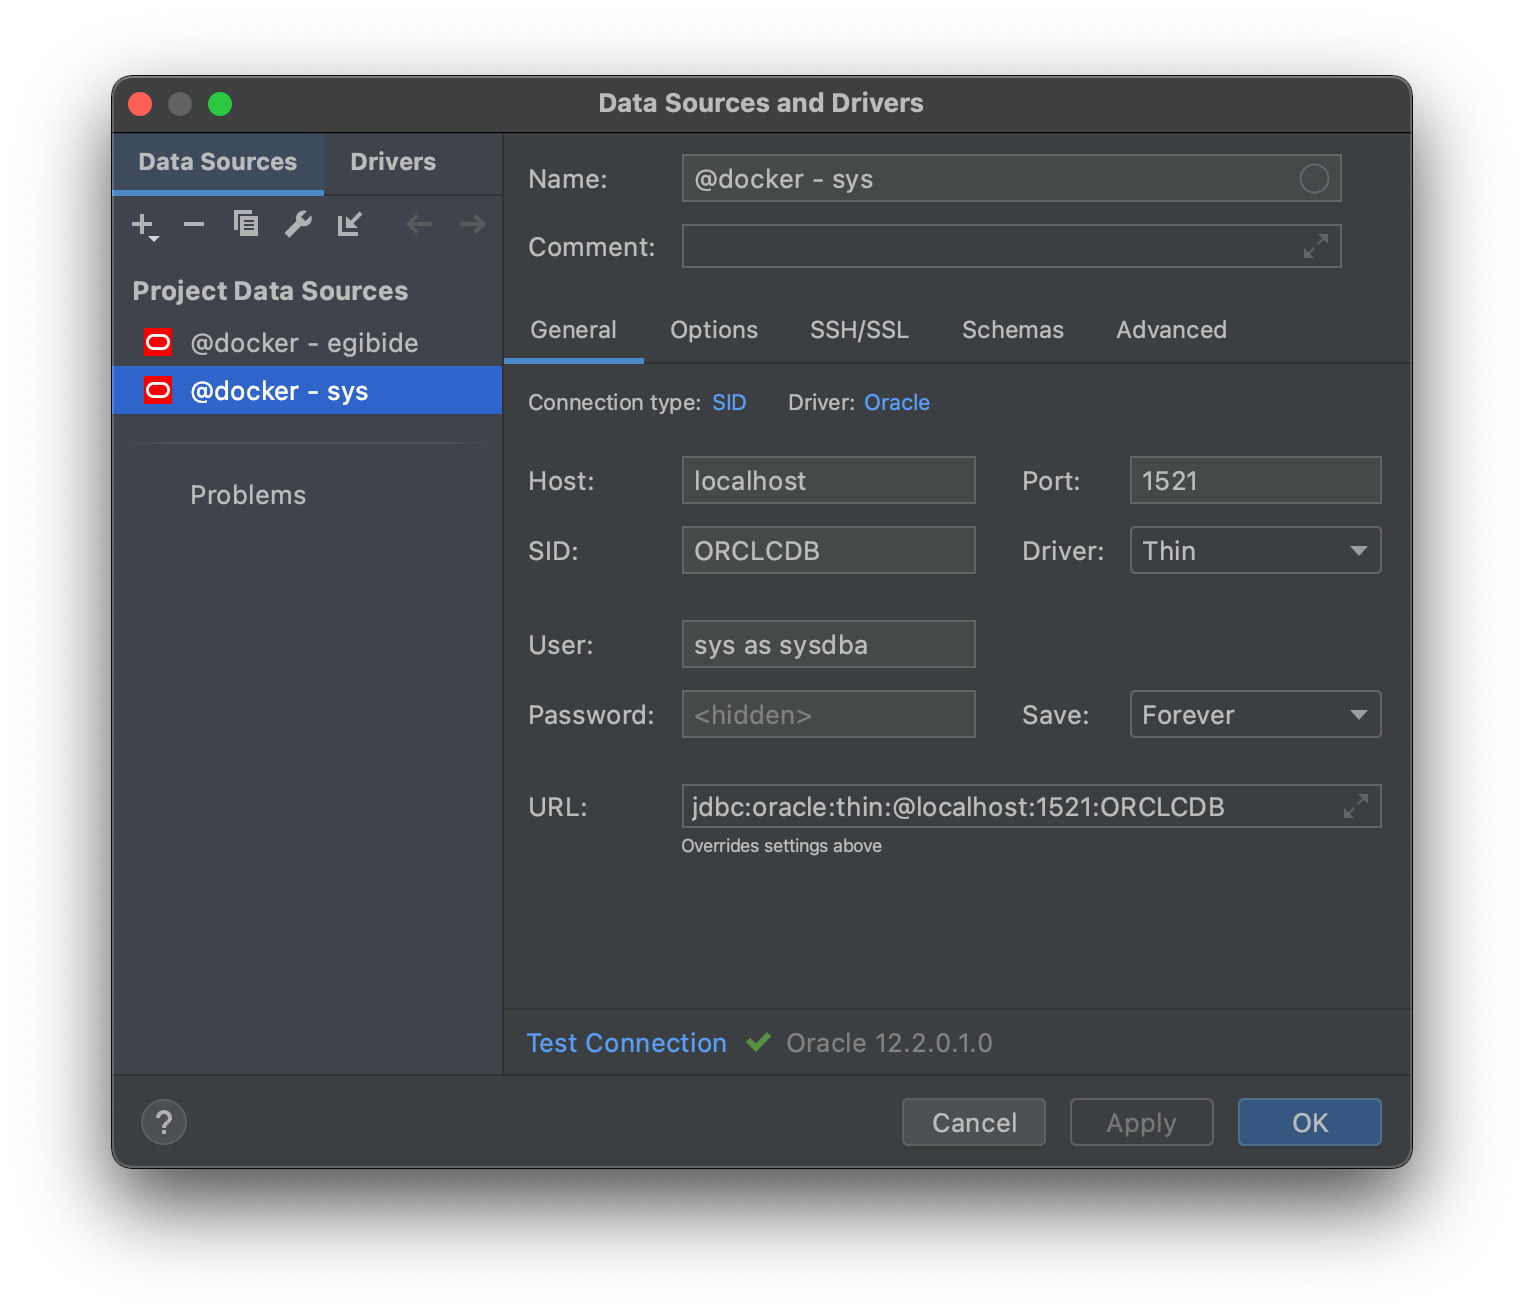 Data Sources and Drivers
Data Sources Drivers
Project Data Sources
@docker - egibide
@docker - sys
Problems
Name: @docker - sys
Comment:
General Options SSH/SSL Schemas Advanced
Connection type: SID Driver: Oracle
Host: localhost Port: 1521
SID: ORCLCDB Driver: Thin
User: sys as sysdba
Password: <hidden> Save: Forever
URL: jdbc:oracle:thin:@localhost:1521:ORCLCDB
Overrides settings above
Test Connection Oracle 12.2.0.1.0
? Cancel Apply OK